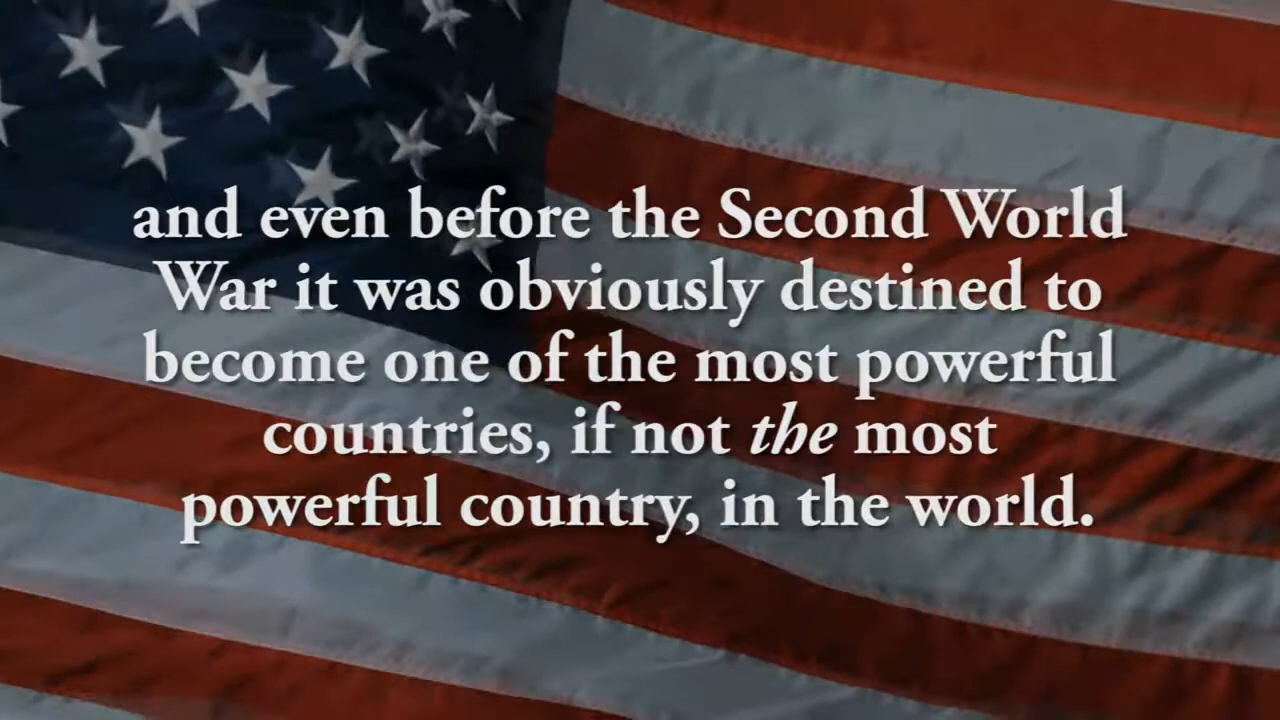 and even before the Second World
War it was obviously destined to
become one of the most powerful
countries, if not the most
powerful country, in the world.